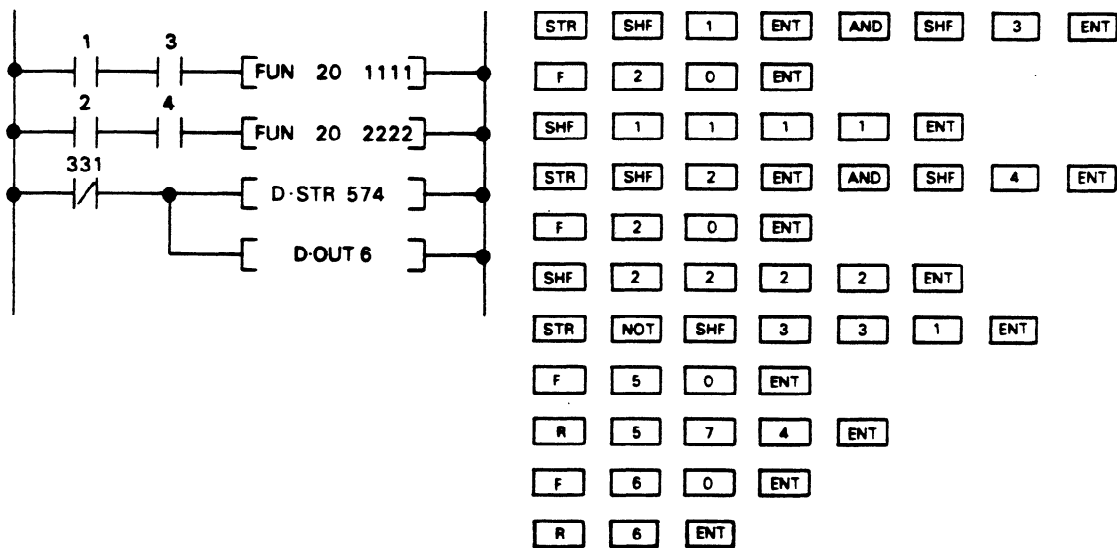 1 3
FUN 20 1111
2 4
FUN 20 2222
331
D·STR 574
D·OUT 6
STR SHF 1 ENT AND SHF 3 ENT
F 2 0 ENT
SHF 1 1 1 1 ENT
STR SHF 2 ENT AND SHF 4 ENT
F 2 0 ENT
SHF 2 2 2 2 ENT
STR NOT SHF 3 3 1 ENT
F 5 0 ENT
R 5 7 4 ENT
F 6 0 ENT
R 6 ENT